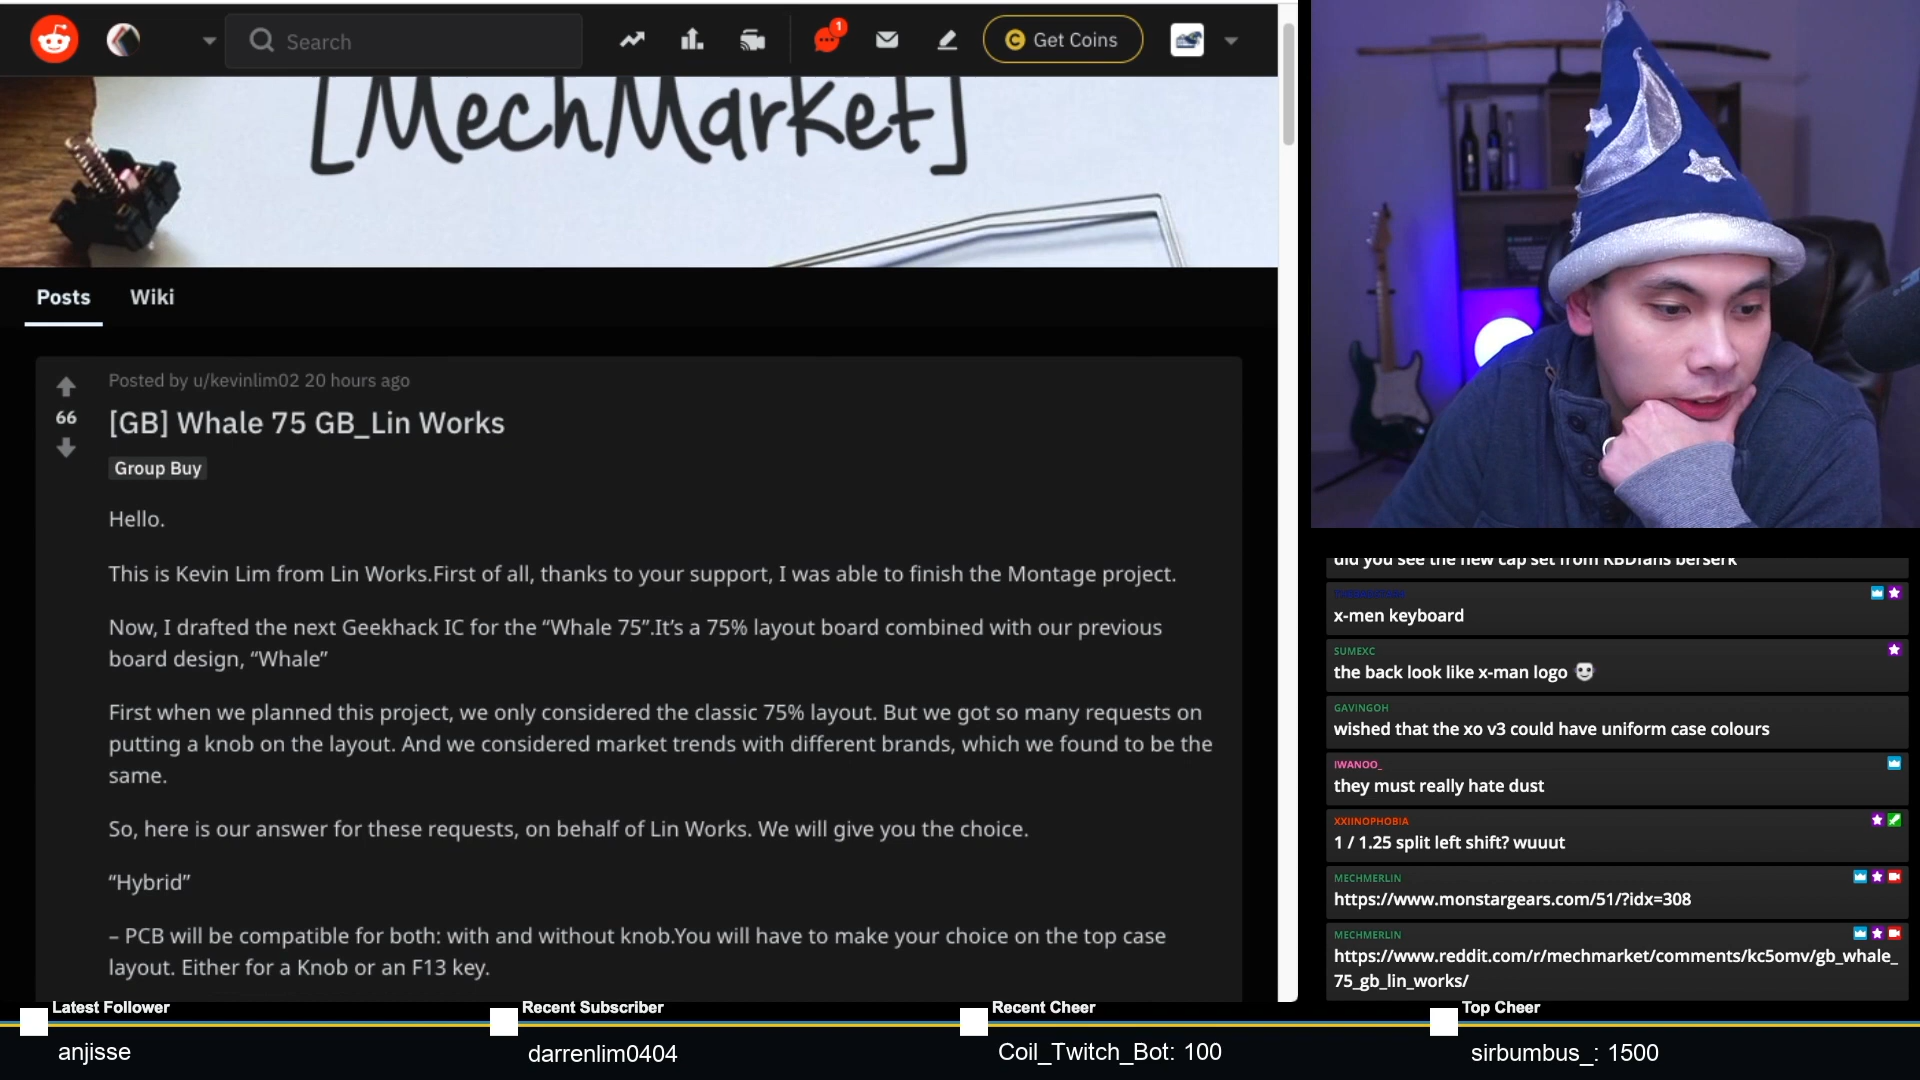 Search
1
Get Coins
[MechMarket]
Posts
Wiki
Posted by u/kevinlim02 20 hours ago
66
[GB] Whale 75 GB_Lin Works
Group Buy
Hello.
This is Kevin Lim from Lin Works.First of all, thanks to your support, I was able to finish the Montage project.
Now, I drafted the next Geekhack IC for the “Whale 75”.It’s a 75% layout board combined with our previous
board design, “Whale”
First when we planned this project, we only considered the classic 75% layout. But we got so many requests on
putting a knob on the layout. And we considered market trends with different brands, which we found to be the
same.
So, here is our answer for these requests, on behalf of Lin Works. We will give you the choice.
“Hybrid”
– PCB will be compatible for both: with and without knob.You will have to make your choice on the top case
layout. Either for a Knob or an F13 key.
did you see the new cap set from KBDfans berserk
x-men keyboard
SUMEXC
the back look like x-man logo
GAVINGOH
wished that the xo v3 could have uniform case colours
IWANOO_
they must really hate dust
XXIINOPHOBIA
1 / 1.25 split left shift? wuuut
MECHMERLIN
https://www.monstargears.com/51/?idx=308
MECHMERLIN
https://www.reddit.com/r/mechmarket/comments/kc5omv/gb_whale_
75_gb_lin_works/
Latest Follower
anjisse
Recent Subscriber
darrenlim0404
Recent Cheer
Coil_Twitch_Bot: 100
Top Cheer
sirbumbus_: 1500